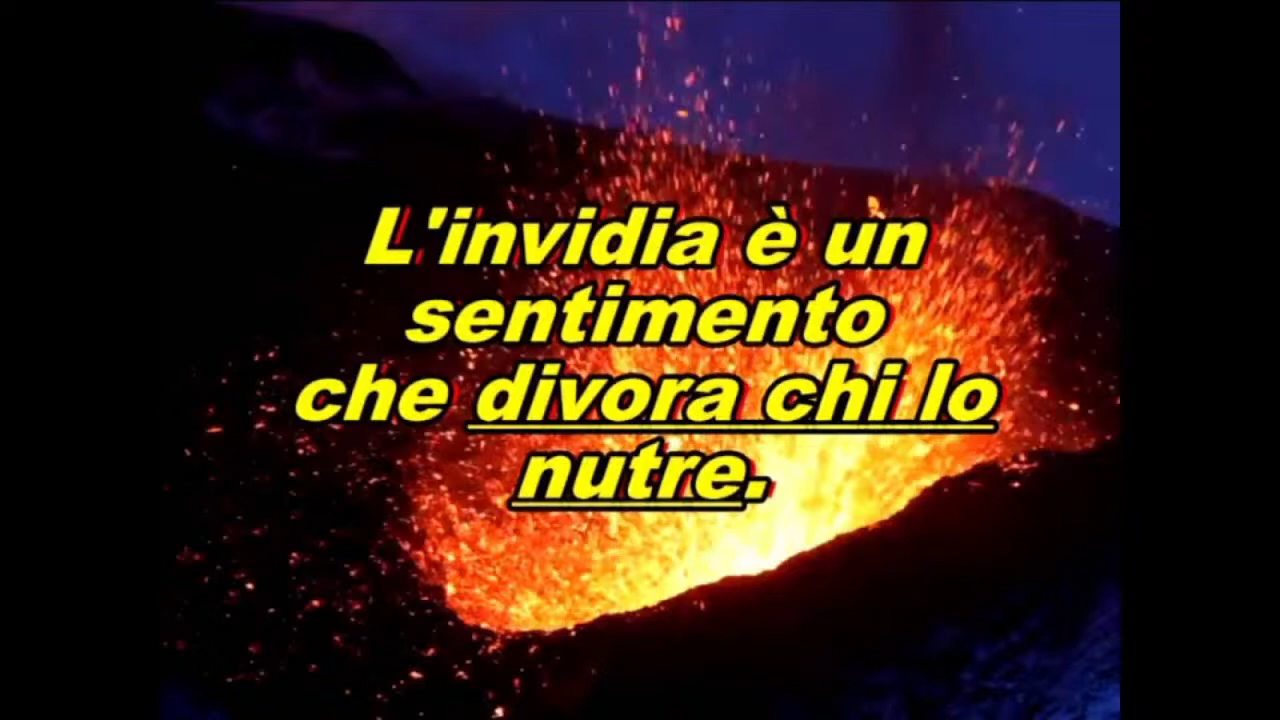 L'invidia è un
sentimento
che divora chi lo
nutre.